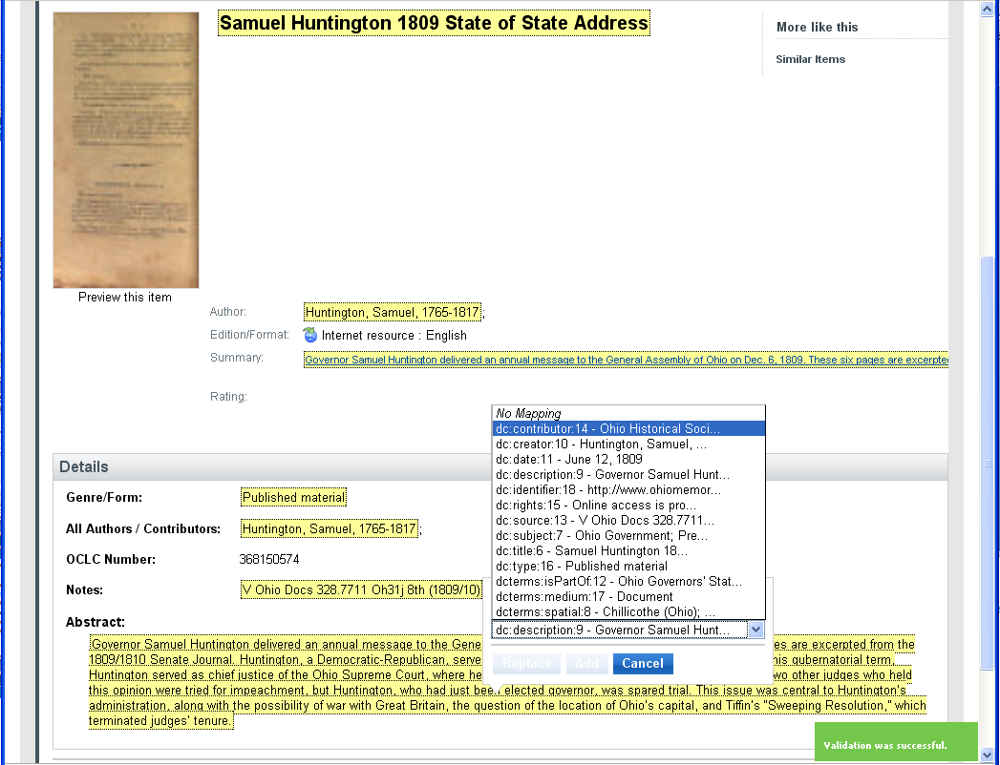 Samuel Huntington 1809 State of State Address
More like this
Similar Items
Preview this item
Author: Huntington, Samuel, 1765-1817;
Edition/Format: Internet resource : English
Summary: Governor Samuel Huntington delivered an annual message to the General Assembly of Ohio on Dec. 6, 1809. These six pages are excerpted
Rating:
No Mapping
dc:contributor:14 - Ohio Historical Soci...
dc:creator:10 - Huntington, Samuel, ...
dc:date:11 - June 12, 1809
dc:description:9 - Governor Samuel Hunt...
dc:identifier:18 - http://www.ohiomemor...
dc:rights:15 - Online access is pro...
dc:source:13 - V Ohio Docs 328.7711...
dc:subject:7 - Ohio Government; Pre...
dc:title:6 - Samuel Huntington 18...
dc:type:16 - Published material
dcterms:isPartOf:12 - Ohio Governors' Stat...
dcterms:medium:17 - Document
dcterms:spatial:8 - Chillicothe (Ohio); ...
dc:description:9 - Governor Samuel Hunt...
Replace Add Cancel
Details
Genre/Form: Published material
All Authors / Contributors: Huntington, Samuel, 1765-1817;
OCLC Number: 368150574
Notes: V Ohio Docs 328.7711 Oh31j 8th (1809/10)
Abstract:
Governor Samuel Huntington delivered an annual message to the Gene es are excerpted from the
1809/1810 Senate Journal. Huntington, a Democratic-Republican, serve his gubernatorial term,
Huntington served as chief justice of the Ohio Supreme Court, where he two other judges who held
this opinion were tried for impeachment, but Huntington, who had just been elected governor, was spared trial. This issue was central to Huntington's
administration, along with the possibility of war with Great Britain, the question of the location of Ohio's capital, and Tiffin's "Sweeping Resolution," which
terminated judges' tenure.
Validation was successful.